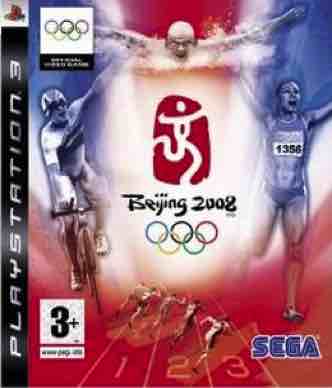 PLAYSTATION 3
OFFICIAL
VIDEO GAME
1356
Beijing 2008
3+
www.pegi.info
SEGA
1 2 3